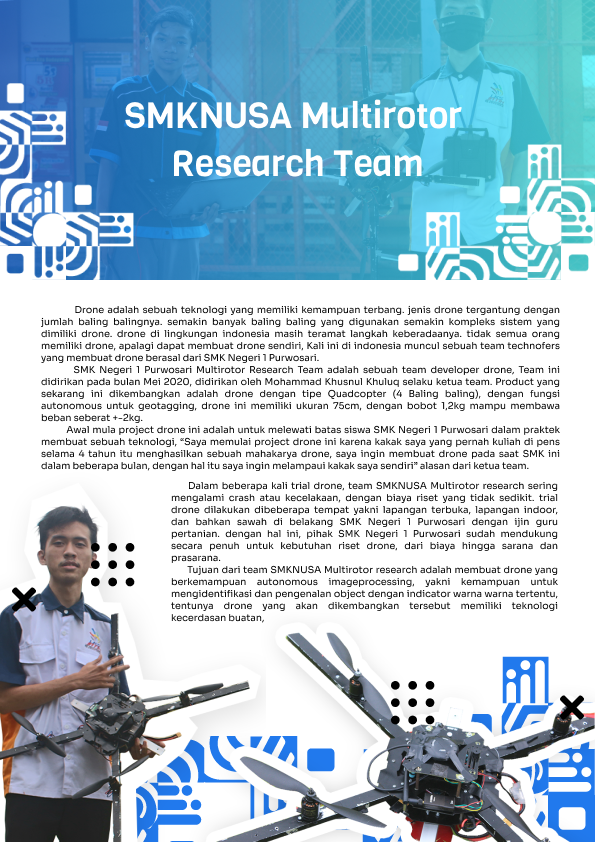 SMKNUSA Multirotor
Research Team
Drone adalah sebuah teknologi yang memiliki kemampuan terbang. jenis drone tergantung dengan
jumlah baling balingnya. semakin banyak baling baling yang digunakan semakin kompleks sistem yang
dimiliki drone. drone di lingkungan indonesia masih teramat langkah keberadaanya. tidak semua orang
memiliki drone, apalagi dapat membuat drone sendiri, Kali ini di indonesia muncul sebuah team technofers
yang membuat drone berasal dari SMK Negeri 1 Purwosari.
SMK Negeri 1 Purwosari Multirotor Research Team adalah sebuah team developer drone, Team ini
didirikan pada bulan Mei 2020, didirikan oleh Mohammad Khusnul Khuluq selaku ketua team. Product yang
sekarang ini dikembangkan adalah drone dengan tipe Quadcopter (4 Baling baling), dengan fungsi
autonomous untuk geotagging, drone ini memiliki ukuran 75cm, dengan bobot 1,2kg mampu membawa
beban seberat +-2kg.
Awal mula project drone ini adalah untuk melewati batas siswa SMK Negeri 1 Purwosari dalam praktek
membuat sebuah teknologi, “Saya memulai project drone ini karena kakak saya yang pernah kuliah di pens
selama 4 tahun itu menghasilkan sebuah mahakarya drone, saya ingin membuat drone pada saat SMK ini
dalam beberapa bulan, dengan hal itu saya ingin melampaui kakak saya sendiri” alasan dari ketua team.
Dalam beberapa kali trial drone, team SMKNUSA Multirotor research sering
mengalami crash atau kecelakaan, dengan biaya riset yang tidak sedikit. trial
drone dilakukan dibeberapa tempat yakni lapangan terbuka, lapangan indoor,
dan bahkan sawah di belakang SMK Negeri 1 Purwosari dengan ijin guru
pertanian. dengan hal ini, pihak SMK Negeri 1 Purwosari sudah mendukung
secara penuh untuk kebutuhan riset drone, dari biaya hingga sarana dan
prasarana.
Tujuan dari team SMKNUSA Multirotor research adalah membuat drone yang
berkemampuan autonomous imageprocessing, yakni kemampuan untuk
mengidentifikasi dan pengenalan object dengan indicator warna warna tertentu,
tentunya drone yang akan dikembangkan tersebut memiliki teknologi
kecerdasan buatan,